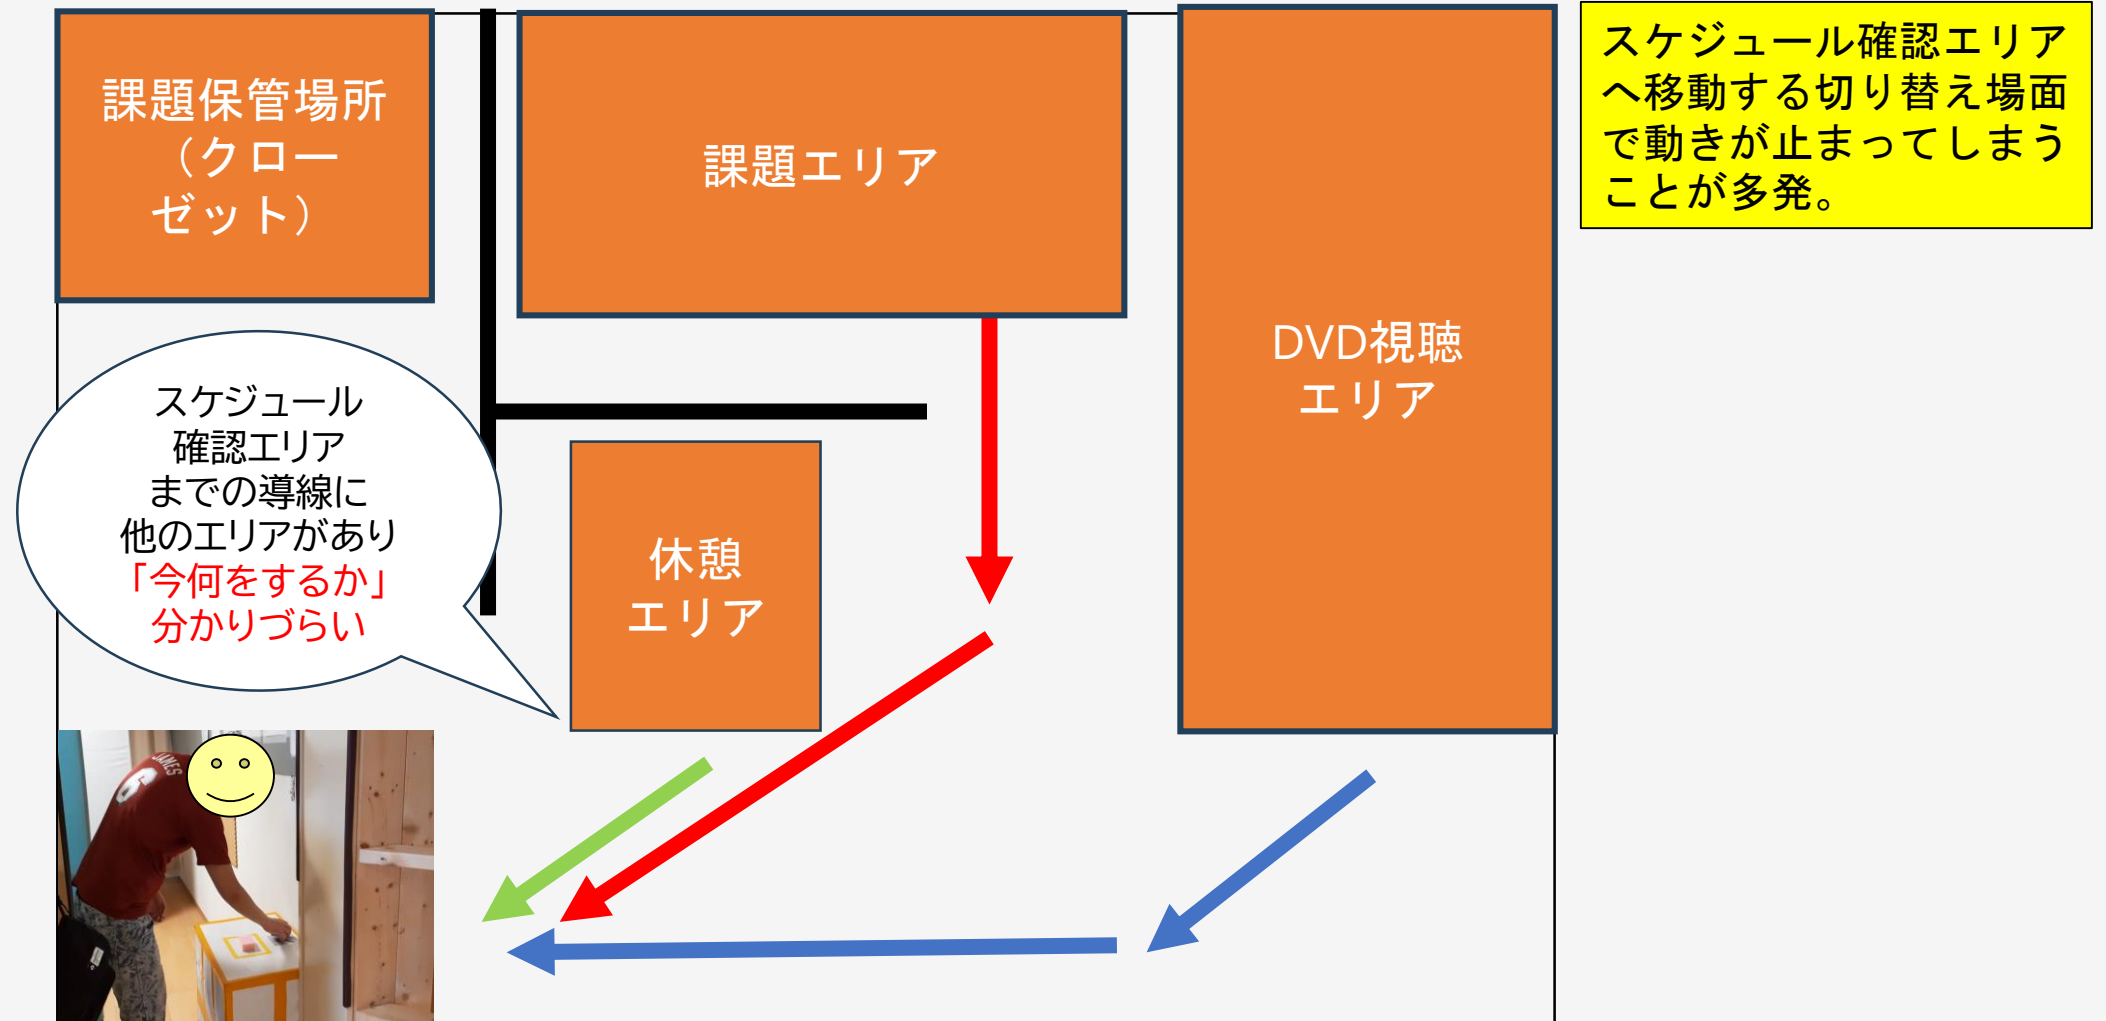 課題保管場所
（クロー
ゼット）
課題エリア
DVD視聴
エリア
スケジュール確認エリア
へ移動する切り替え場面
で動きが止まってしまう
ことが多発。
スケジュール
確認エリア
までの導線に
他のエリアがあり
「今何をするか」
分かりづらい
休憩
エリア
JAMES
6